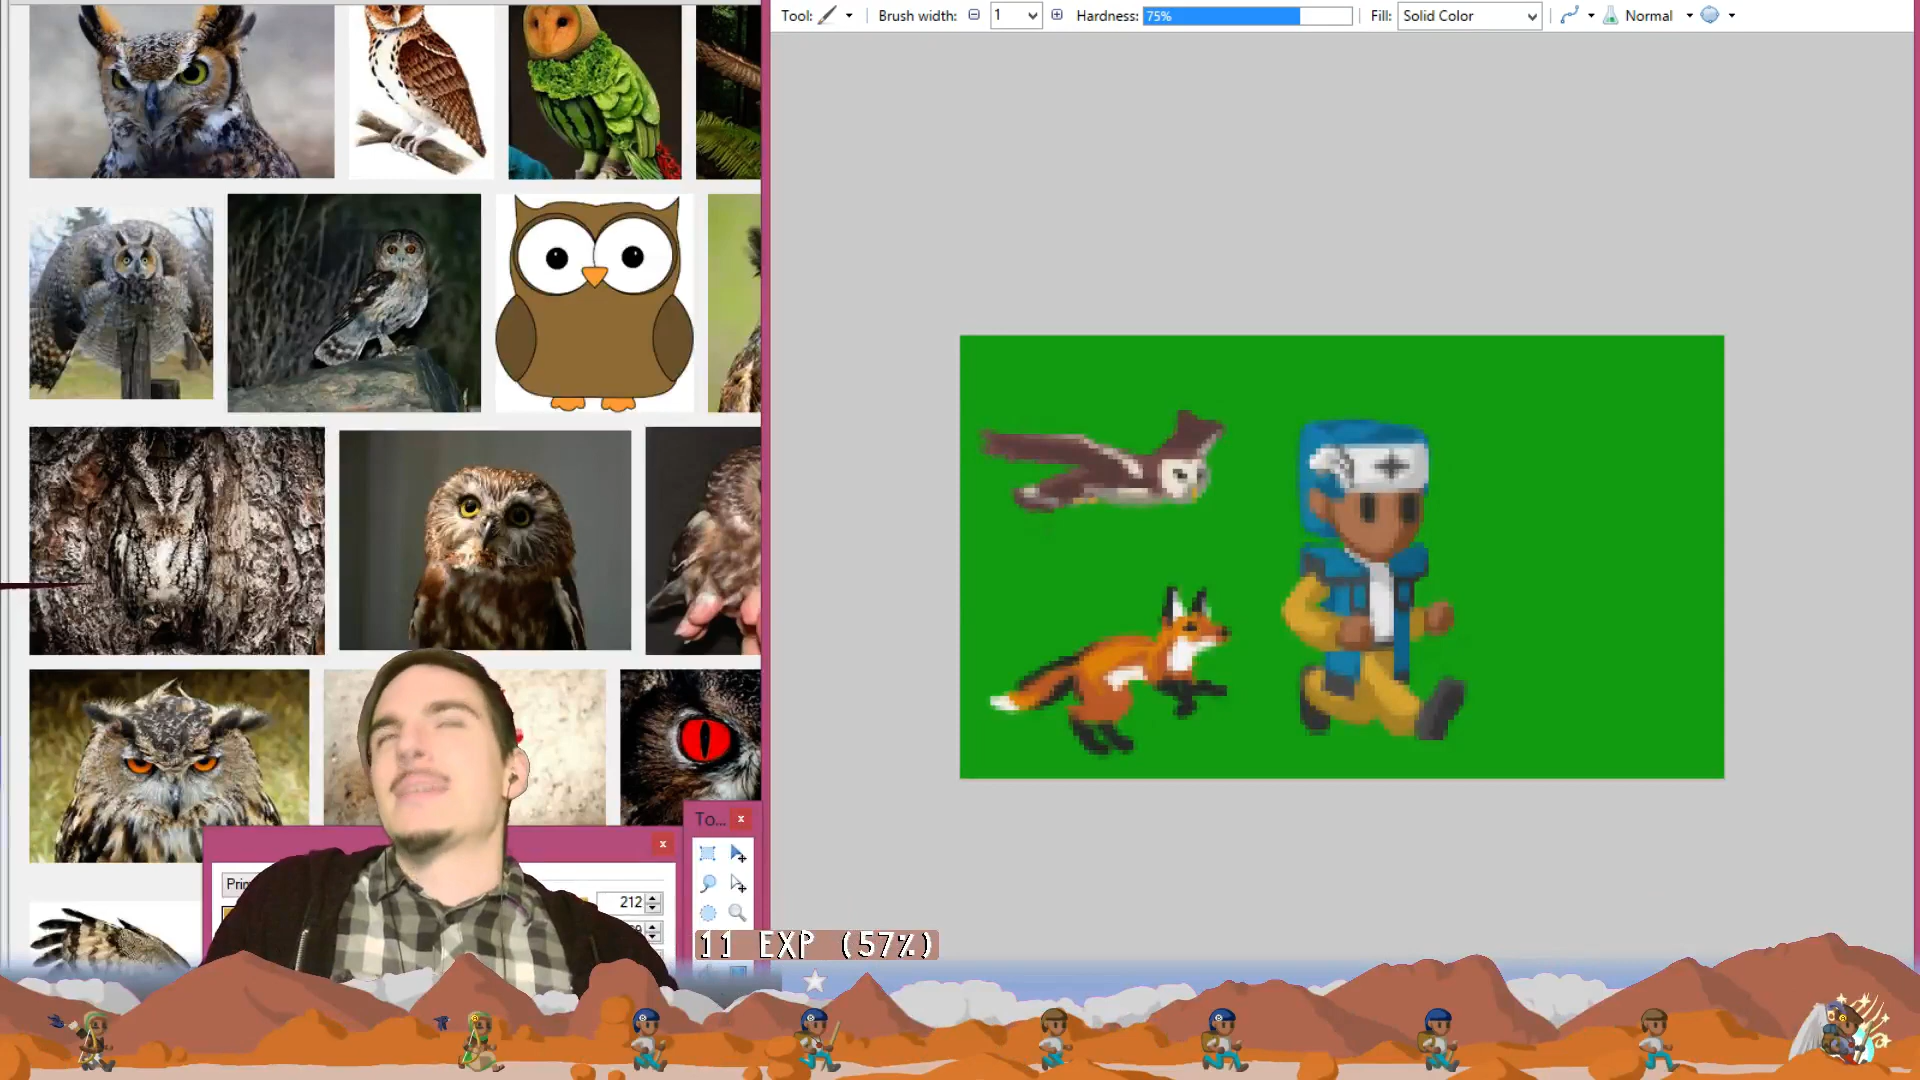 Tool:
Brush width: 1
Hardness: 75%
Fill: Solid Color
Normal
To...
212
11 EXP (57%)